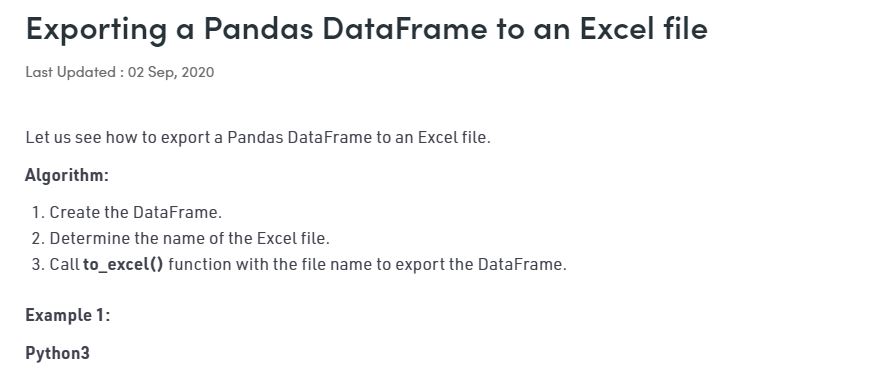 Exporting a Pandas DataFrame to an Excel file
Last Updated : 02 Sep, 2020
Let us see how to export a Pandas DataFrame to an Excel file.
Algorithm:
1. Create the DataFrame.
2. Determine the name of the Excel file.
3. Call to_excel() function with the file name to export the DataFrame.
Example 1:
Python3